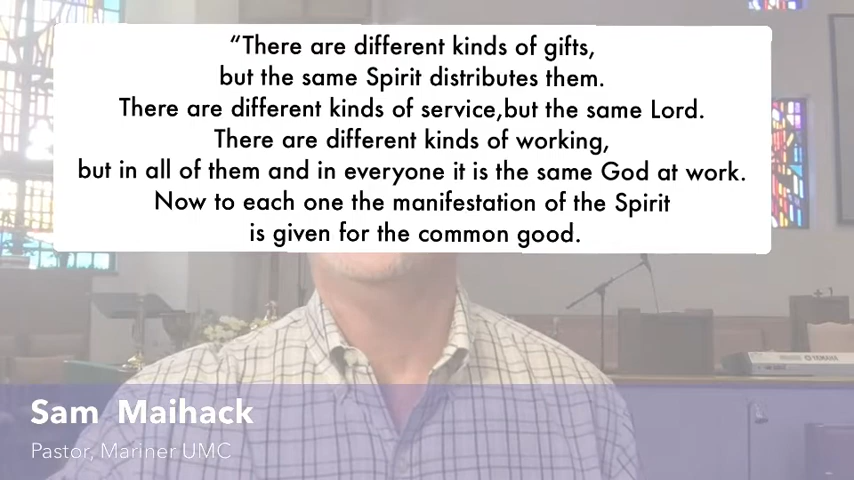 “There are different kinds of gifts,
but the same Spirit distributes them.
There are different kinds of service,but the same Lord.
There are different kinds of working,
but in all of them and in everyone it is the same God at work.
Now to each one the manifestation of the Spirit
is given for the common good.
Sam Maihack
Pastor, Mariner UMC
YAMAHA